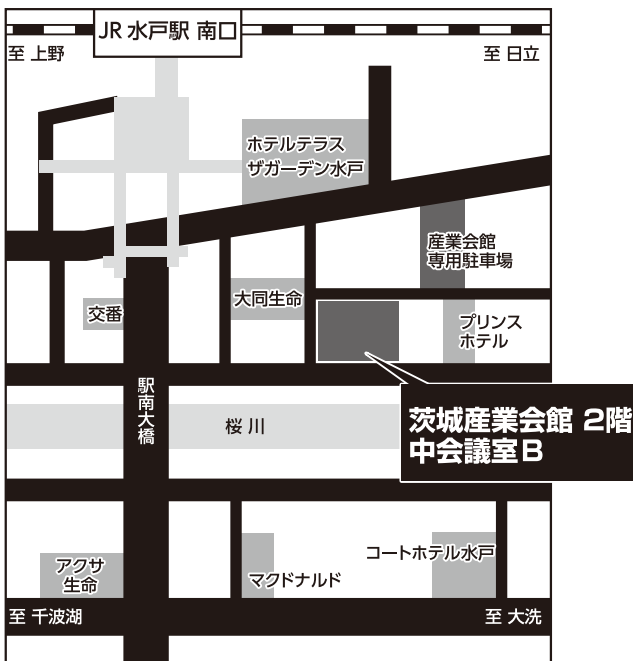 JR 水戸駅 南口
至 上野
至 日立
ホテルテラス
ザガーデン水戸
産業会館
専用駐車場
大同生命
交番
プリンス
ホテル
駅南大橋
桜川
茨城産業会館 2階
中会議室B
アクサ
生命
マクドナルド
コートホテル水戸
至 千波湖
至 大洗